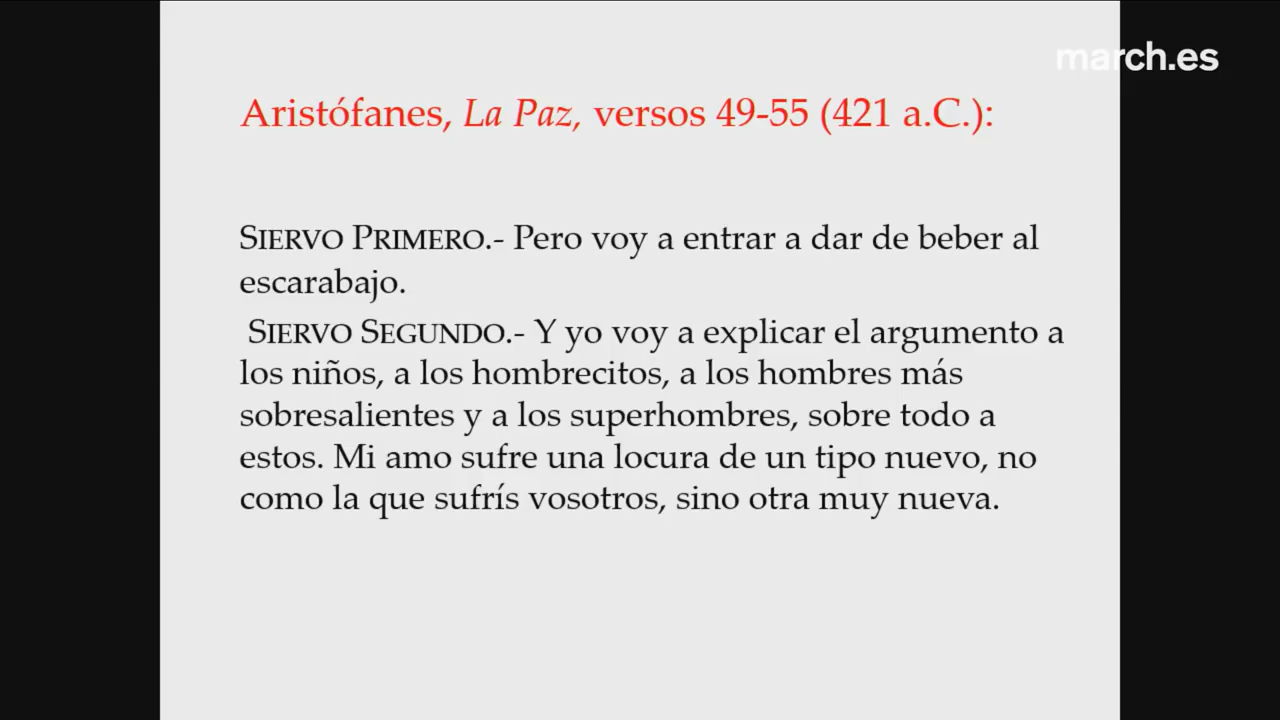 march.es
Aristófanes, La Paz, versos 49-55 (421 a.C.):
SIERVO PRIMERO.- Pero voy a entrar a dar de beber al
escarabajo.
SIERVO SEGUNDO.- Y yo voy a explicar el argumento a
los niños, a los hombrecitos, a los hombres más
sobresalientes y a los superhombres, sobre todo a
estos. Mi amo sufre una locura de un tipo nuevo, no
como la que sufrís vosotros, sino otra muy nueva.